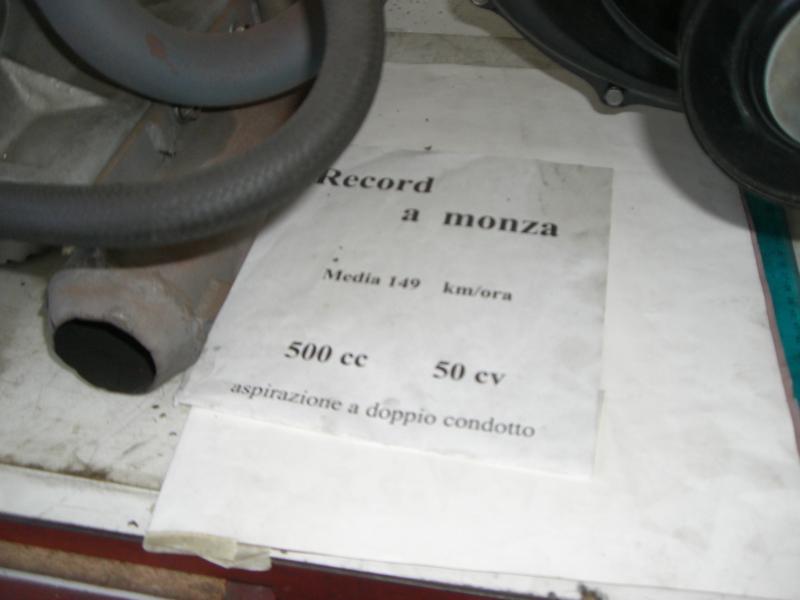 Record
a monza
Media 149 km/ora
500 cc 50 cv
aspirazione a doppio condotto